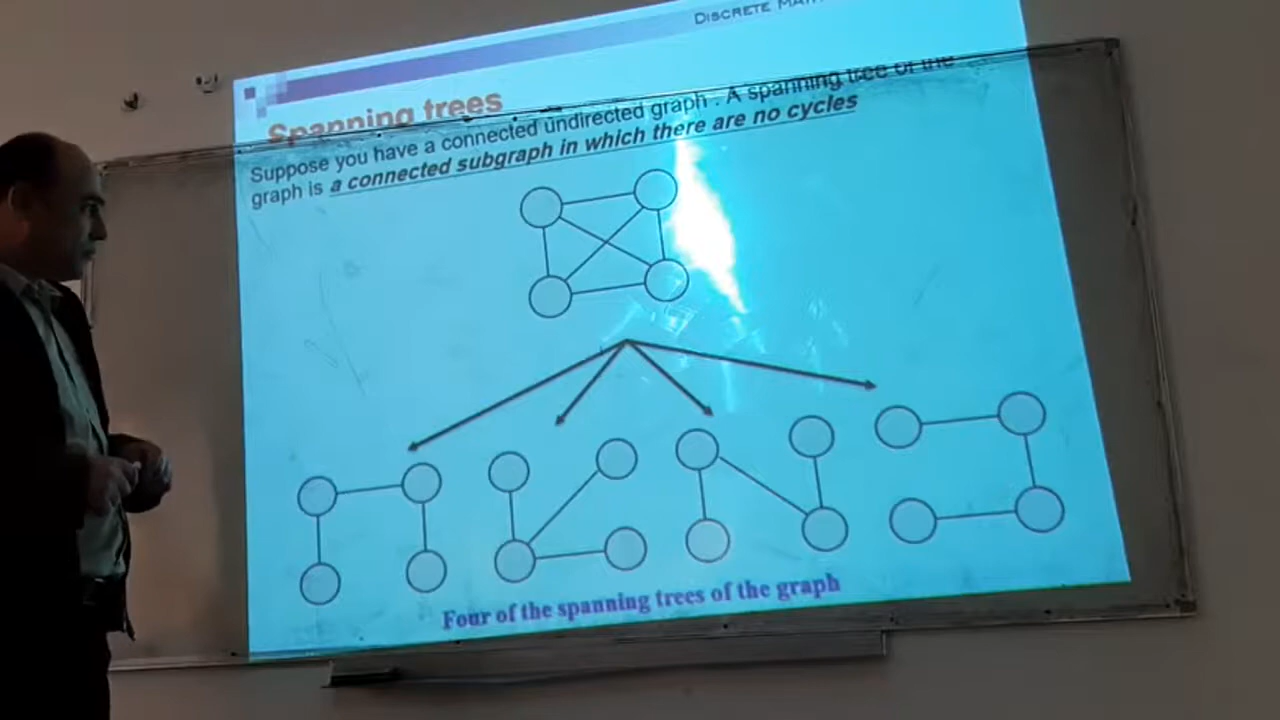 DISCRETE
Spanning trees
Suppose you have a connected undirected graph . A spanning tree of the
graph is a connected subgraph in which there are no cycles
Four of the spanning trees of the graph